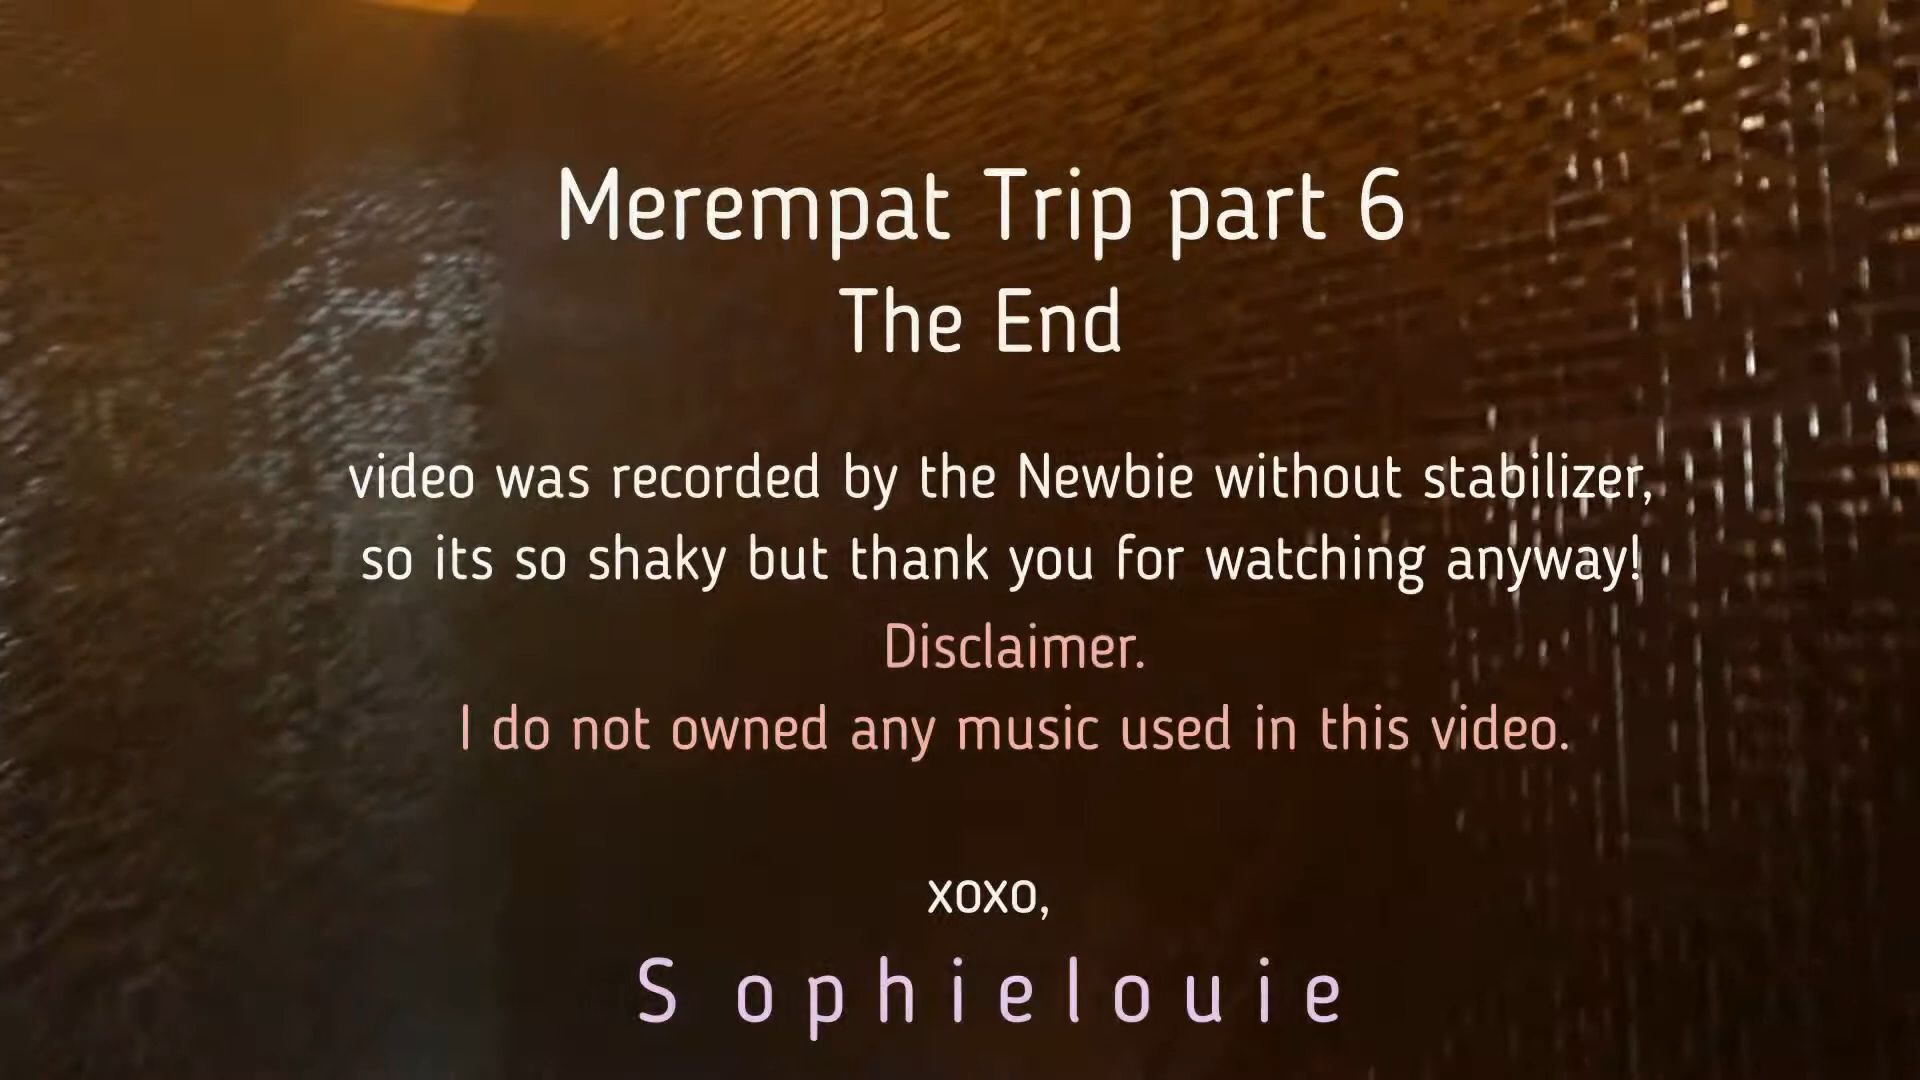 Merempat Trip part 6
The End
video was recorded by the Newbie without stabilizer,
so its so shaky but thank you for watching anyway!
Disclaimer.
I do not owned any music used in this video.
xoxo,
S ophielouie